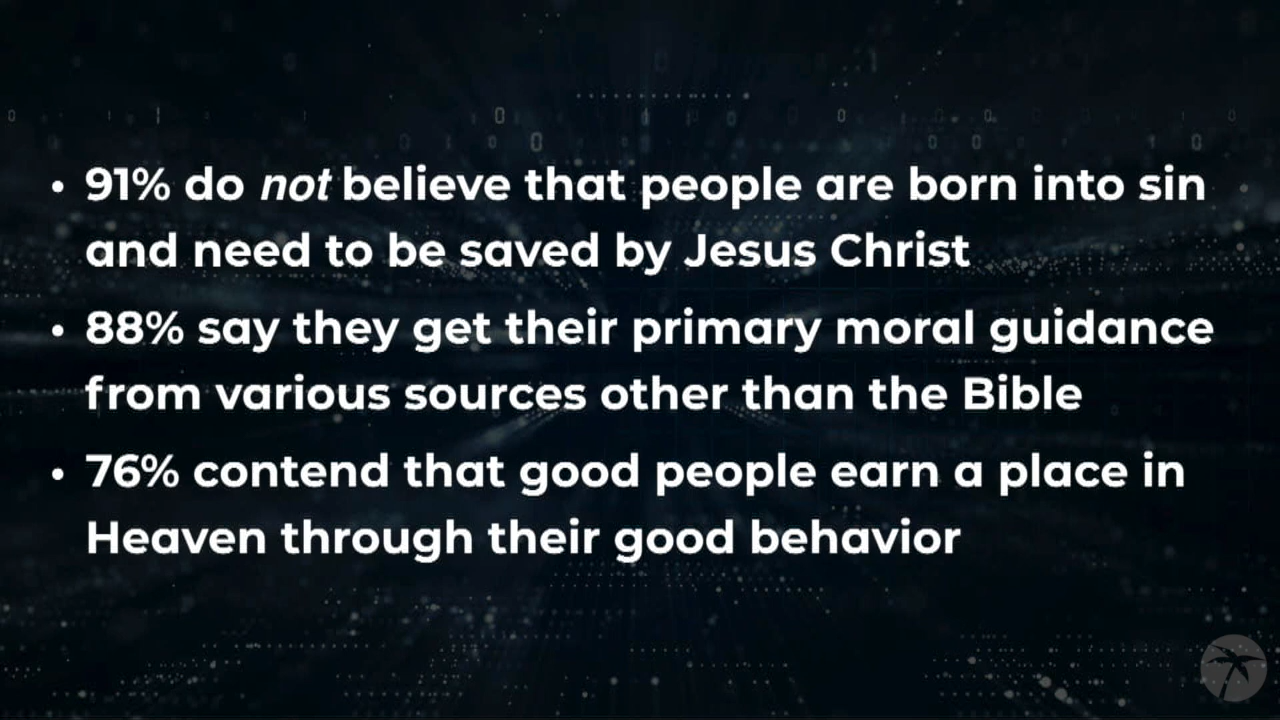 • 91% do not believe that people are born into sin
and need to be saved by Jesus Christ
• 88% say they get their primary moral guidance
from various sources other than the Bible
• 76% contend that good people earn a place in
Heaven through their good behavior